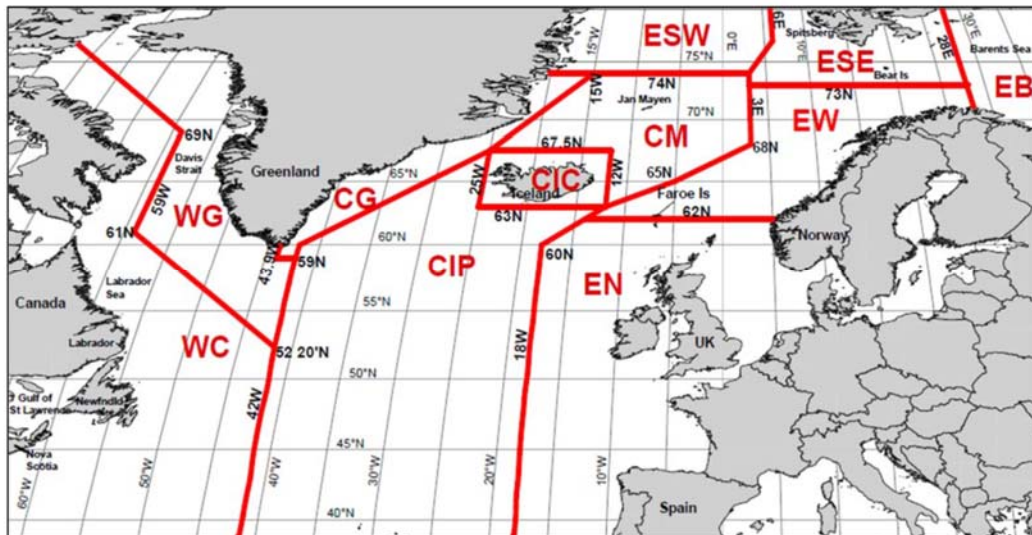 ESW
15°W
0°E
6E
Spitsberg
10°E
28E
30°E
Barents Sea
75°N
ESE
Bear Is
EB
15W
74N
73N
Jan Mayen
3E
EW
69N
70°N
67.5N
CM
68N
Davis
Strait
Greenland
65°N
65N
59W
WG
CG
25W
CIC
Iceland
12W
Faroe Is
63N
62N
61N
60°N
Norway
43.9W
59N
CIP
60N
EN
Labrador
Sea
Canada
55°N
Labrador
WC
52 20'N
18W
UK
50°N
Gulf of
St Lawrence
Newfndld
42W
45°N
Nova
Scotia
60°W
50°W
40°W
30°W
20°W
10°W
40°N
Spain